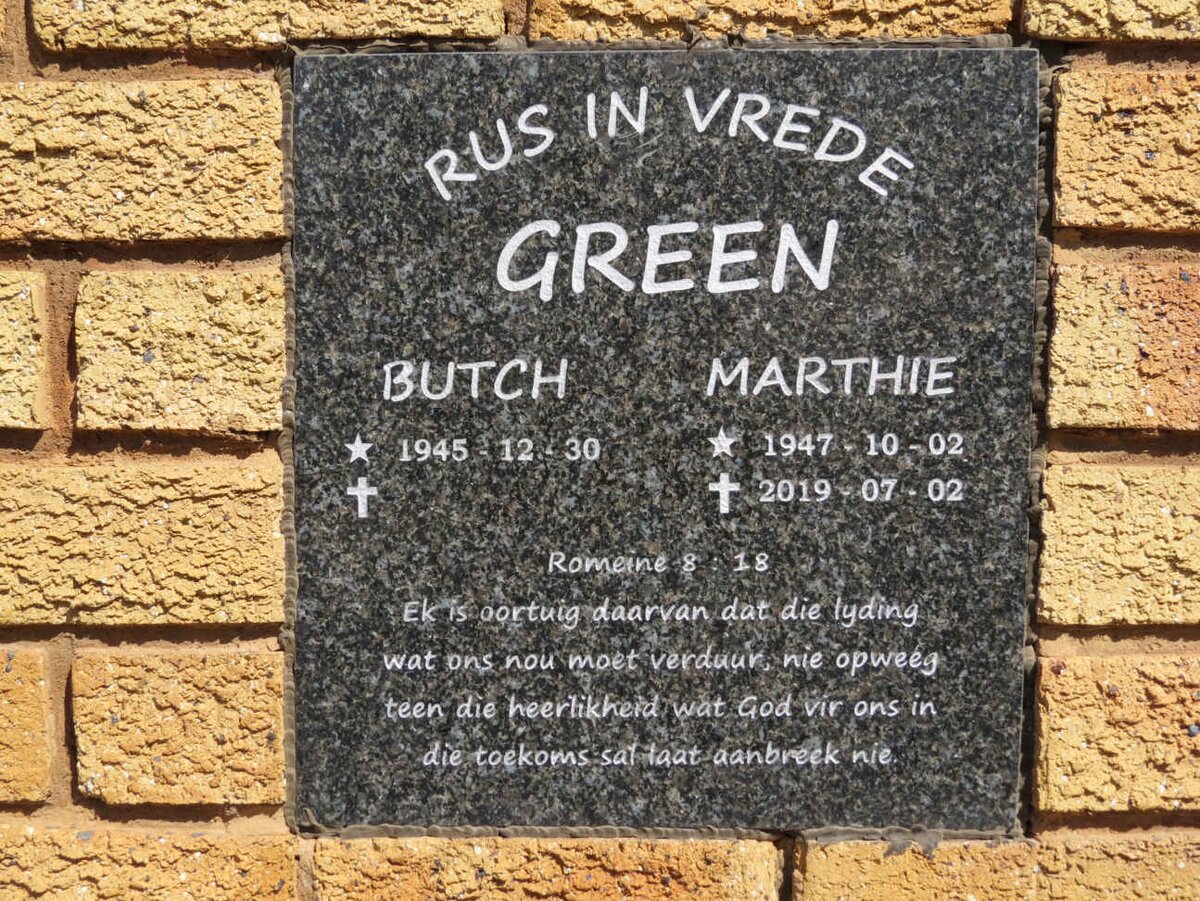 RUS IN VREDE
GREEN
BUTCH MARTHIE
★ 1945 - 12 - 30 ★ 1947 - 10 - 02
✝ ✝ 2019 - 07 - 02
Romeine 8 : 18
Ek is oortuig daarvan dat die lyding
wat ons nou moet verduur, nie opweeg
teen die heerlikheid wat God vir ons in
die toekoms sal laat aanbreek nie.